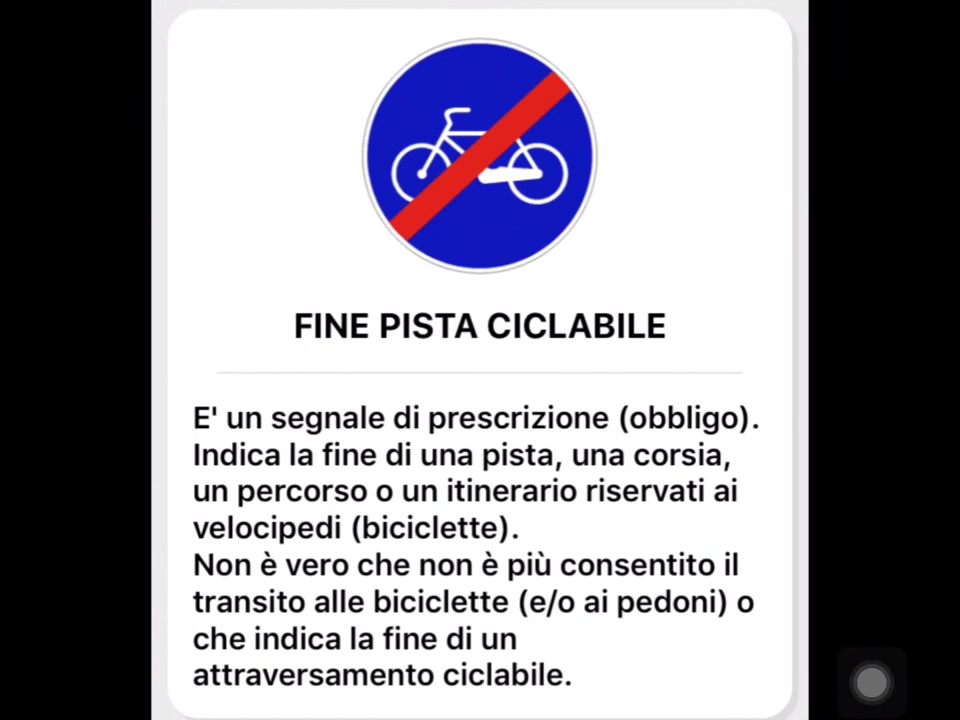 FINE PISTA CICLABILE
E' un segnale di prescrizione (obbligo).
Indica la fine di una pista, una corsia,
un percorso o un itinerario riservati ai
velocipedi (biciclette).
Non è vero che non è più consentito il
transito alle biciclette (e/o ai pedoni) o
che indica la fine di un
attraversamento ciclabile.